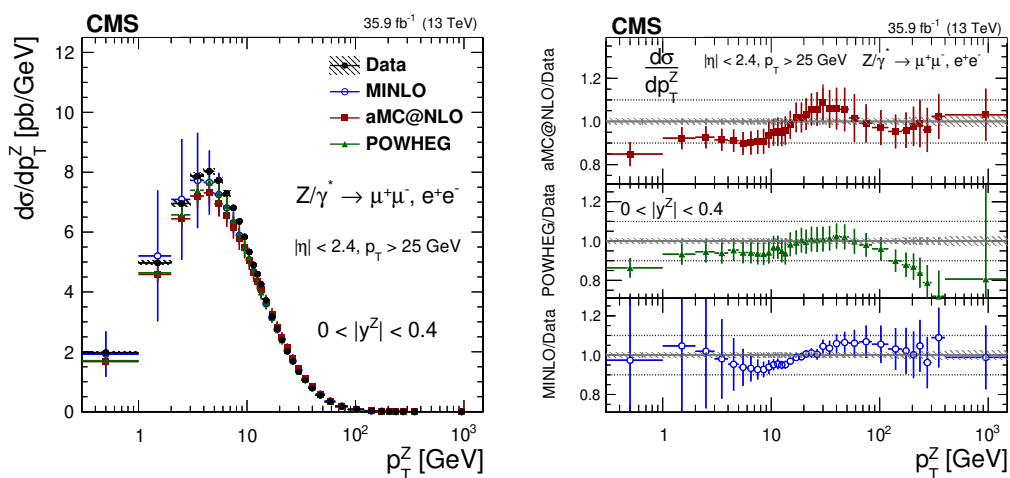 CMS
35.9 fb⁻¹ (13 TeV)
dσ/dp_T^Z [pb/GeV]
12
10
8
6
4
2
0
Data
MINLO
aMC@NLO
POWHEG
Z/γ* → μ⁺μ⁻, e⁺e⁻
|η| < 2.4, p_T > 25 GeV
0 < |y^Z| < 0.4
1
10
10²
10³
p_T^Z [GeV]
CMS
35.9 fb⁻¹ (13 TeV)
aMC@NLO/Data
1.2
1.0
0.8
dσ
dp_T^Z
|η| < 2.4, p_T > 25 GeV Z/γ* → μ⁺μ⁻, e⁺e⁻
POWHEG/Data
1.2
1.0
0.8
0 < |y^Z| < 0.4
MINLO/Data
1.2
1.0
0.8
1
10
10²
10³
p_T^Z [GeV]